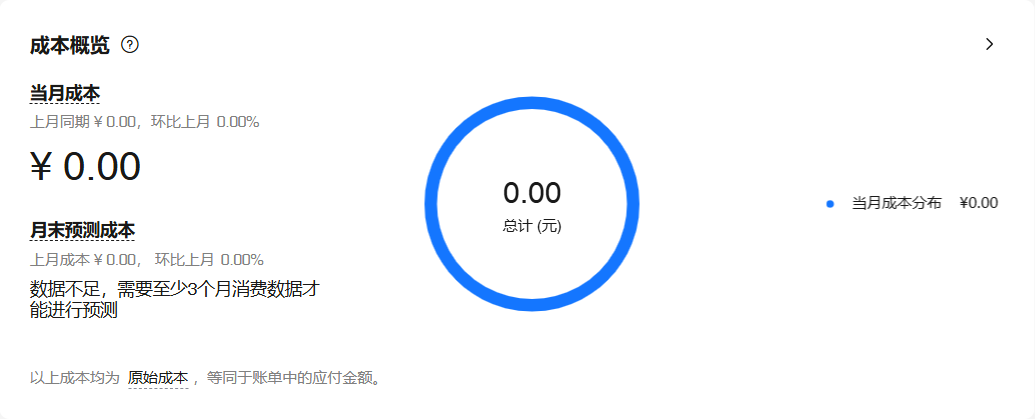 成本概览
当月成本
上月同期 ¥ 0.00，环比上月 0.00%
¥ 0.00
月末预测成本
上月成本 ¥ 0.00， 环比上月 0.00%
数据不足，需要至少3个月消费数据才
能进行预测
以上成本均为 原始成本 ，等同于账单中的应付金额。
0.00
总计 (元)
当月成本分布 ¥0.00